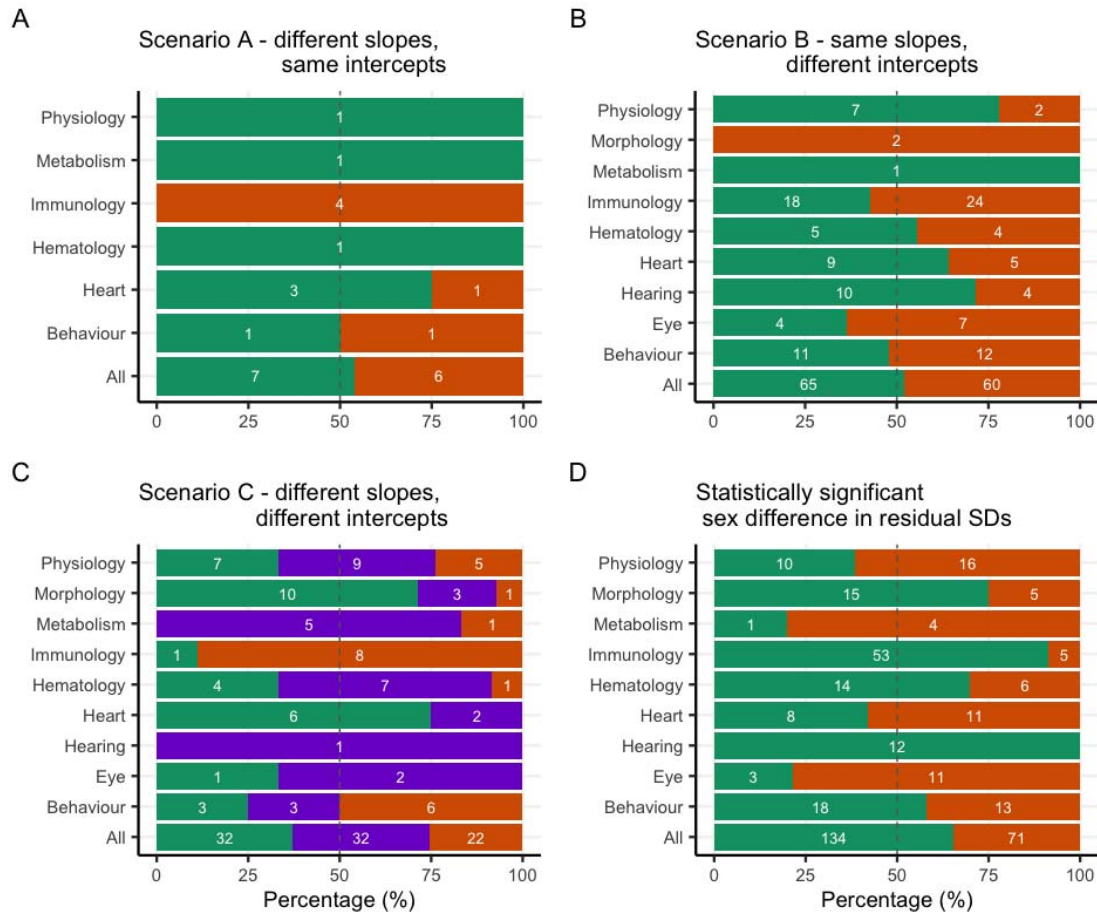 A
Scenario A - different slopes,
same intercepts
Physiology 1
Metabolism 1
Immunology 4
Hematology 1
Heart 3 1
Behaviour 1 1
All 7 6
0 25 50 75 100
B
Scenario B - same slopes,
different intercepts
Physiology 7 2
Morphology 2
Metabolism 1
Immunology 18 24
Hematology 5 4
Heart 9 5
Hearing 10 4
Eye 4 7
Behaviour 11 12
All 65 60
0 25 50 75 100
C
Scenario C - different slopes,
different intercepts
Physiology 7 9 5
Morphology 10 3 1
Metabolism 5 1
Immunology 1 8
Hematology 4 7 1
Heart 6 2
Hearing 1
Eye 1 2
Behaviour 3 3 6
All 32 32 22
0 25 50 75 100
Percentage (%)
D
Statistically significant
sex difference in residual SDs
Physiology 10 16
Morphology 15 5
Metabolism 1 4
Immunology 53 5
Hematology 14 6
Heart 8 11
Hearing 12
Eye 3 11
Behaviour 18 13
All 134 71
0 25 50 75 100
Percentage (%)